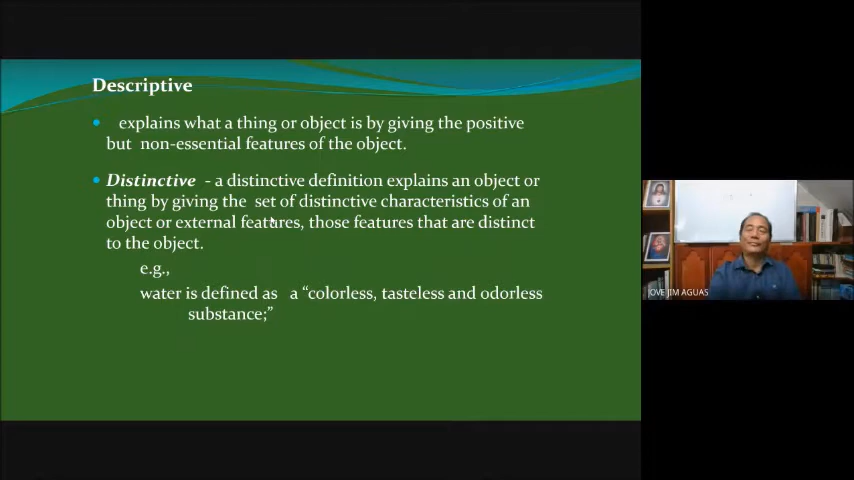 Descriptive
• explains what a thing or object is by giving the positive
but non-essential features of the object.
• Distinctive - a distinctive definition explains an object or
thing by giving the set of distinctive characteristics of an
object or external features, those features that are distinct
to the object.
e.g.,
water is defined as a “colorless, tasteless and odorless
substance;”
JOVE JIM AGUAS